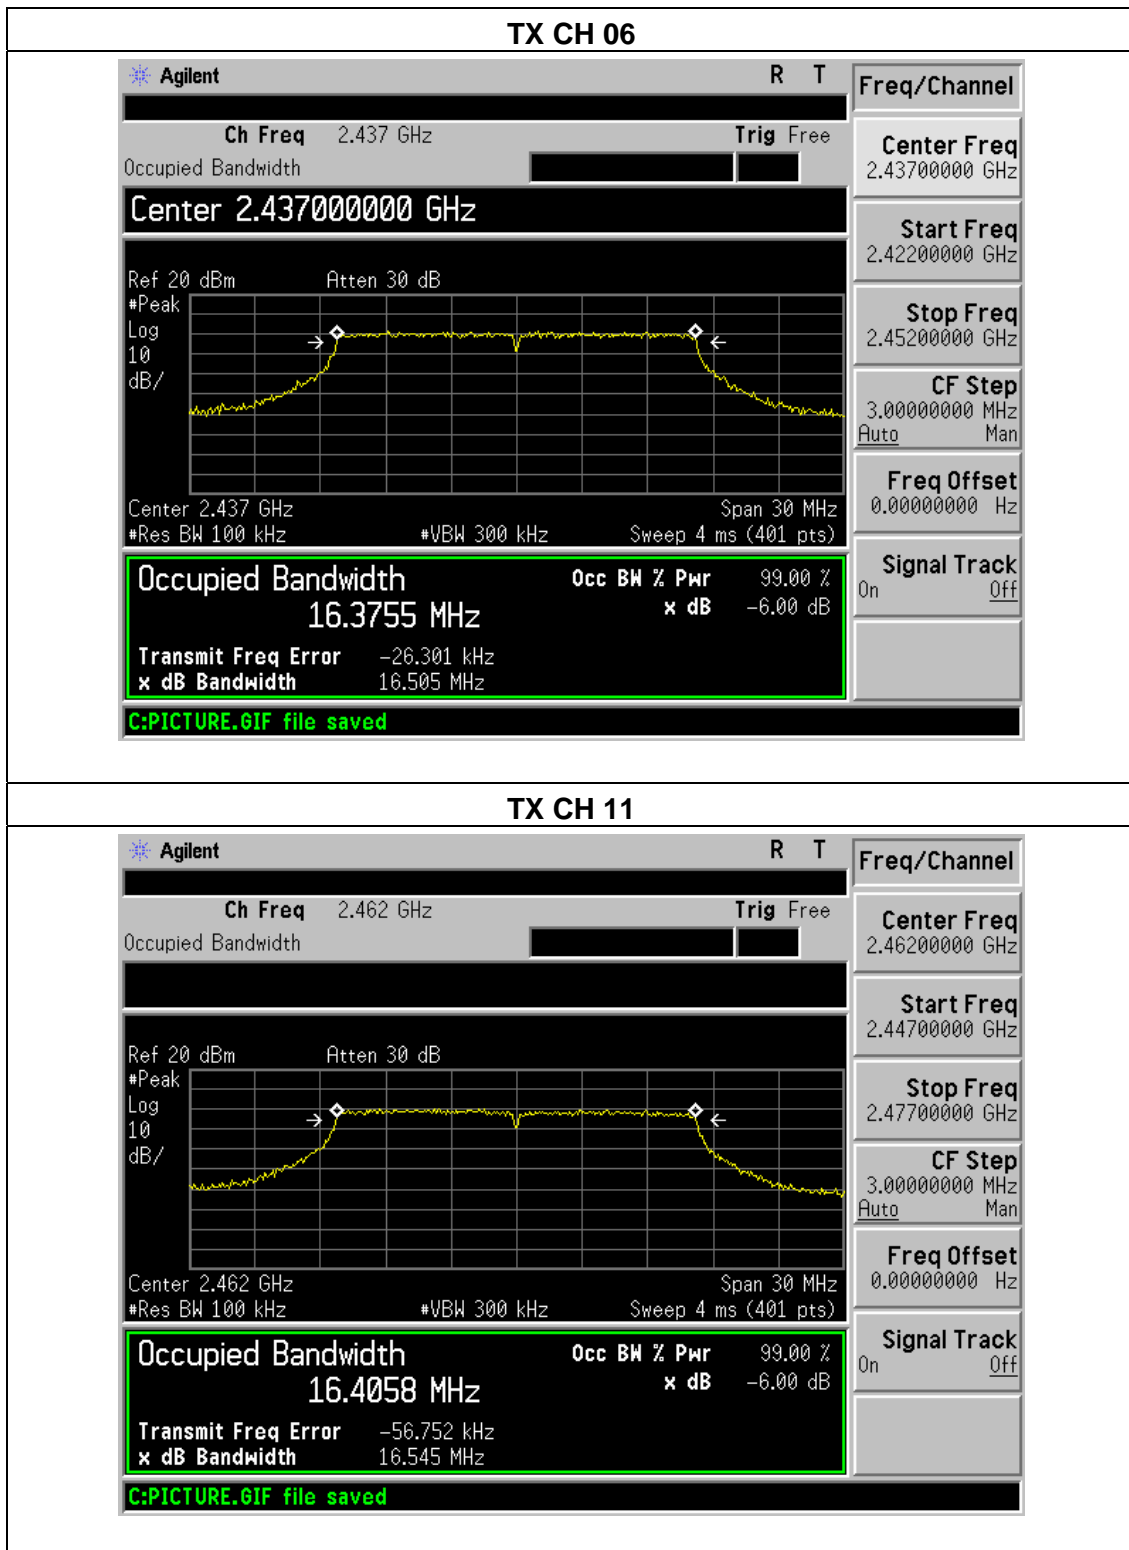 TX CH 06
Agilent R T
Freq/Channel
Ch Freq 2.437 GHz Trig Free
Occupied Bandwidth
Center Freq
2.43700000 GHz
Center 2.437000000 GHz
Start Freq
2.42200000 GHz
Ref 20 dBm Atten 30 dB
#Peak
Log
10
dB/
Stop Freq
2.45200000 GHz
CF Step
3.00000000 MHz
Auto Man
Freq Offset
0.00000000 Hz
Center 2.437 GHz Span 30 MHz
#Res BW 100 kHz #VBW 300 kHz Sweep 4 ms (401 pts)
Signal Track
On Off
Occupied Bandwidth Occ BW % Pwr 99.00 %
16.3755 MHz x dB -6.00 dB
Transmit Freq Error -26.301 kHz
x dB Bandwidth 16.505 MHz
C:PICTURE.GIF file saved
TX CH 11
Agilent R T
Freq/Channel
Ch Freq 2.462 GHz Trig Free
Occupied Bandwidth
Center Freq
2.46200000 GHz
Start Freq
2.44700000 GHz
Ref 20 dBm Atten 30 dB
#Peak
Log
10
dB/
Stop Freq
2.47700000 GHz
CF Step
3.00000000 MHz
Auto Man
Freq Offset
0.00000000 Hz
Center 2.462 GHz Span 30 MHz
#Res BW 100 kHz #VBW 300 kHz Sweep 4 ms (401 pts)
Signal Track
On Off
Occupied Bandwidth Occ BW % Pwr 99.00 %
16.4058 MHz x dB -6.00 dB
Transmit Freq Error -56.752 kHz
x dB Bandwidth 16.545 MHz
C:PICTURE.GIF file saved